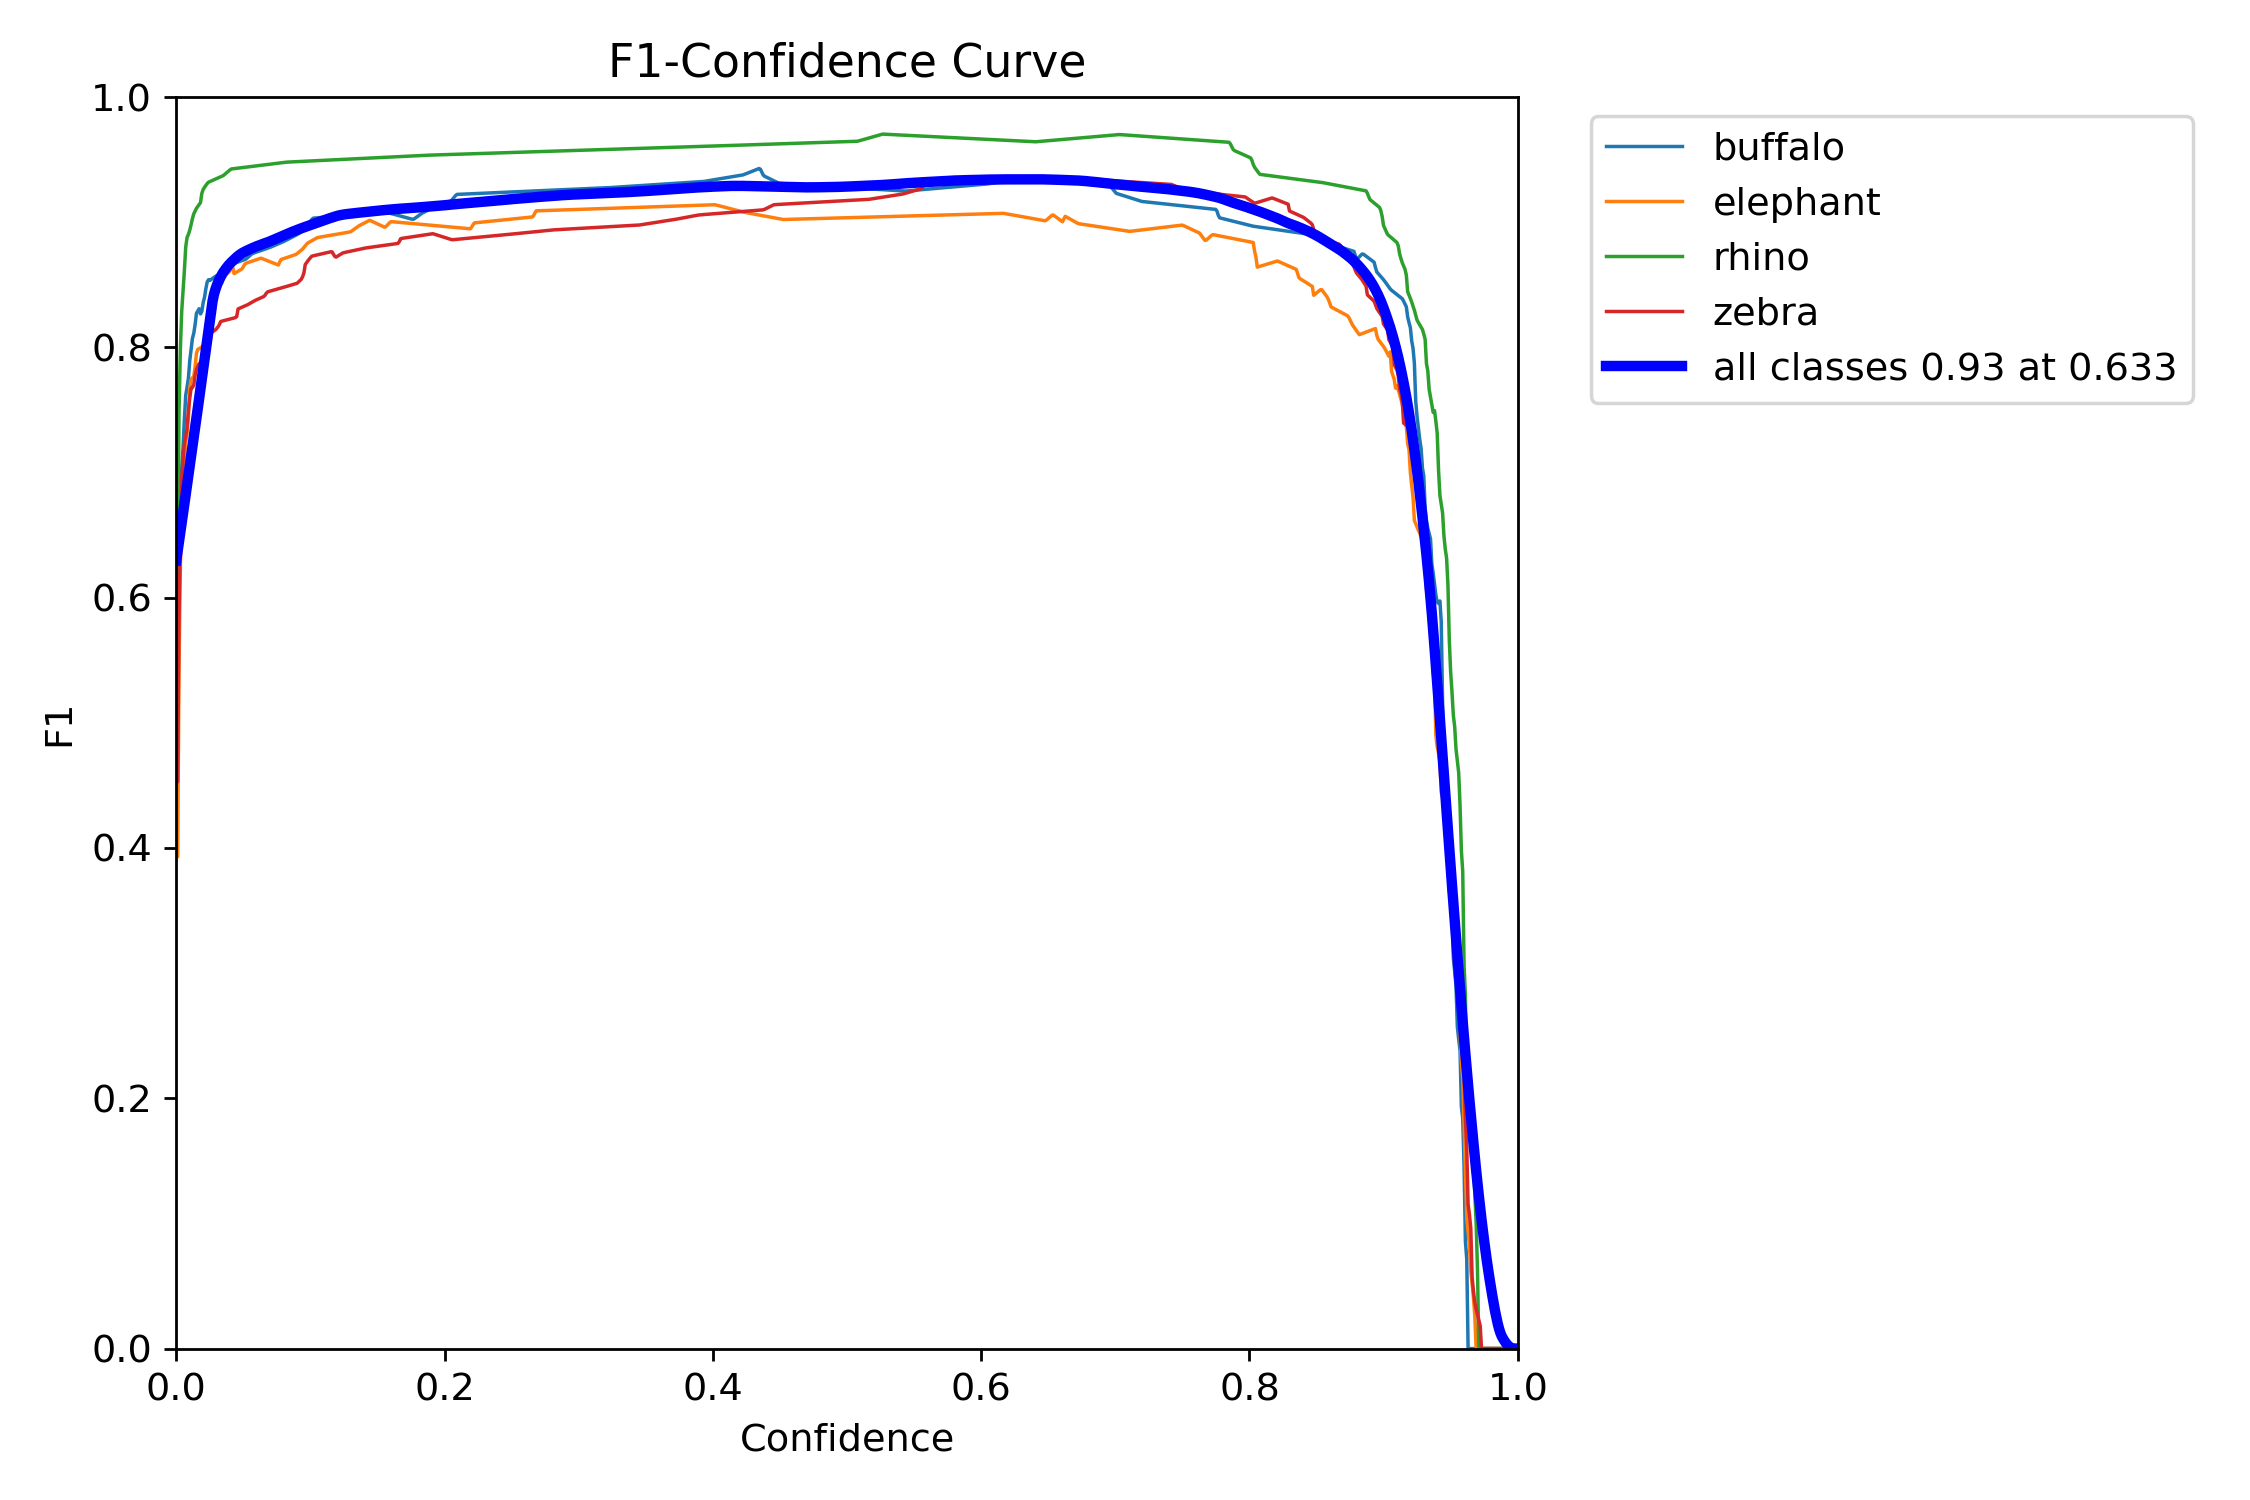 F1-Confidence Curve
1.0
0.8
0.6
0.4
0.2
0.0
F1
0.0 0.2 0.4 0.6 0.8 1.0
Confidence
buffalo
elephant
rhino
zebra
all classes 0.93 at 0.633